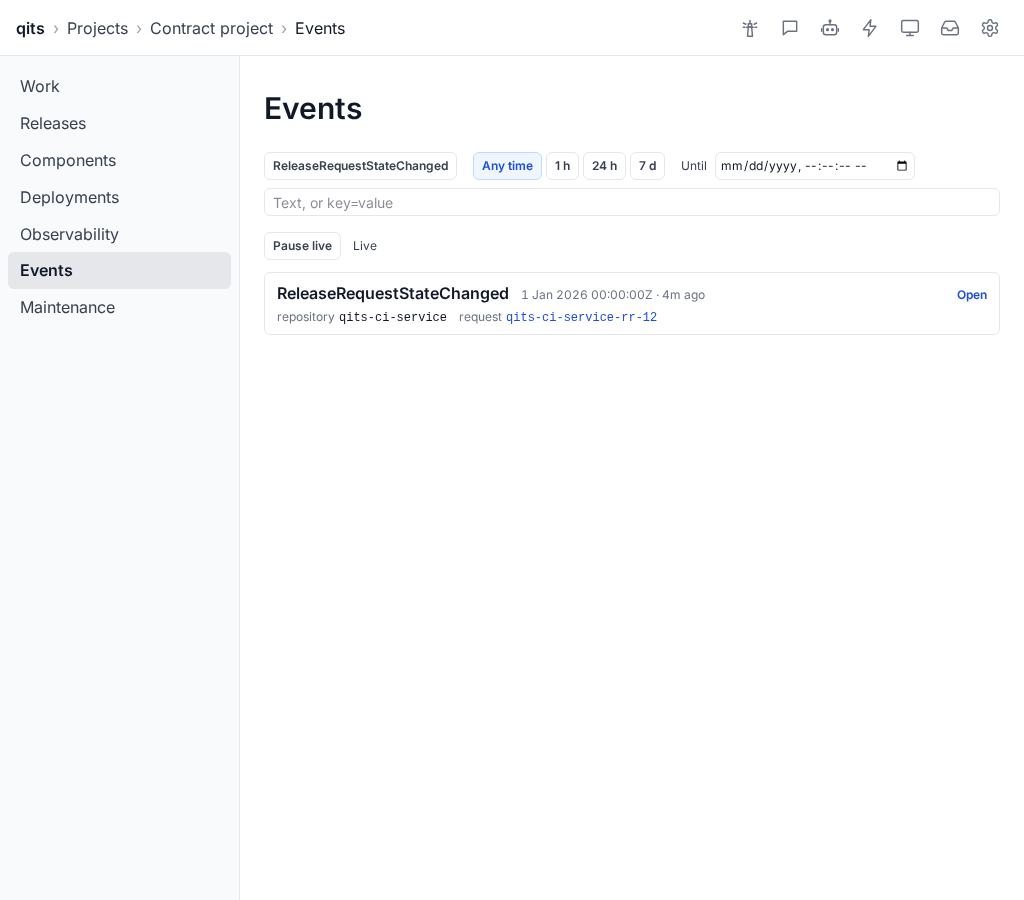 qits › Projects › Contract project › Events
Work
Releases
Components
Deployments
Observability
Events
Maintenance
Events
ReleaseRequestStateChanged Any time 1 h 24 h 7 d Until mm/dd/yyyy, --:--:-- --
Text, or key=value
Pause live Live
ReleaseRequestStateChanged 1 Jan 2026 00:00:00Z · 4m ago Open
repository qits-ci-service request qits-ci-service-rr-12